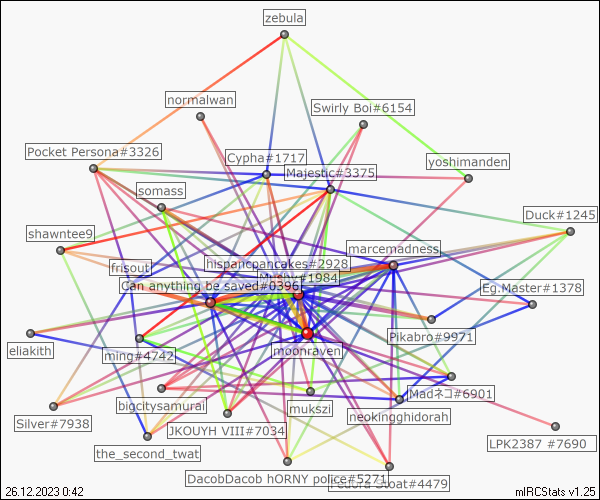 zebula
normalwan
Swirly Boi#6154
Pocket Persona#3326
Cypha#1717
Majestic#3375
yoshimanden
somass
Duck#1245
shawntee9
marcemadness
frisout
hispanicpancakes#2928
#1984
Can anything be saved#0396
Eg.Master#1378
Pikabro#9971
eliakith
ming#4742
moonraven
Madネコ#6901
bigcitysamurai
mukszi
neokingghidorah
Silver#7938
JKOUYH VIII#7034
the_second_twat
LPK2387 #7690
DacobDacob hORNY police#5271
Fedora Stoat#4479
26.12.2023 0:42
mIRCStats v1.25